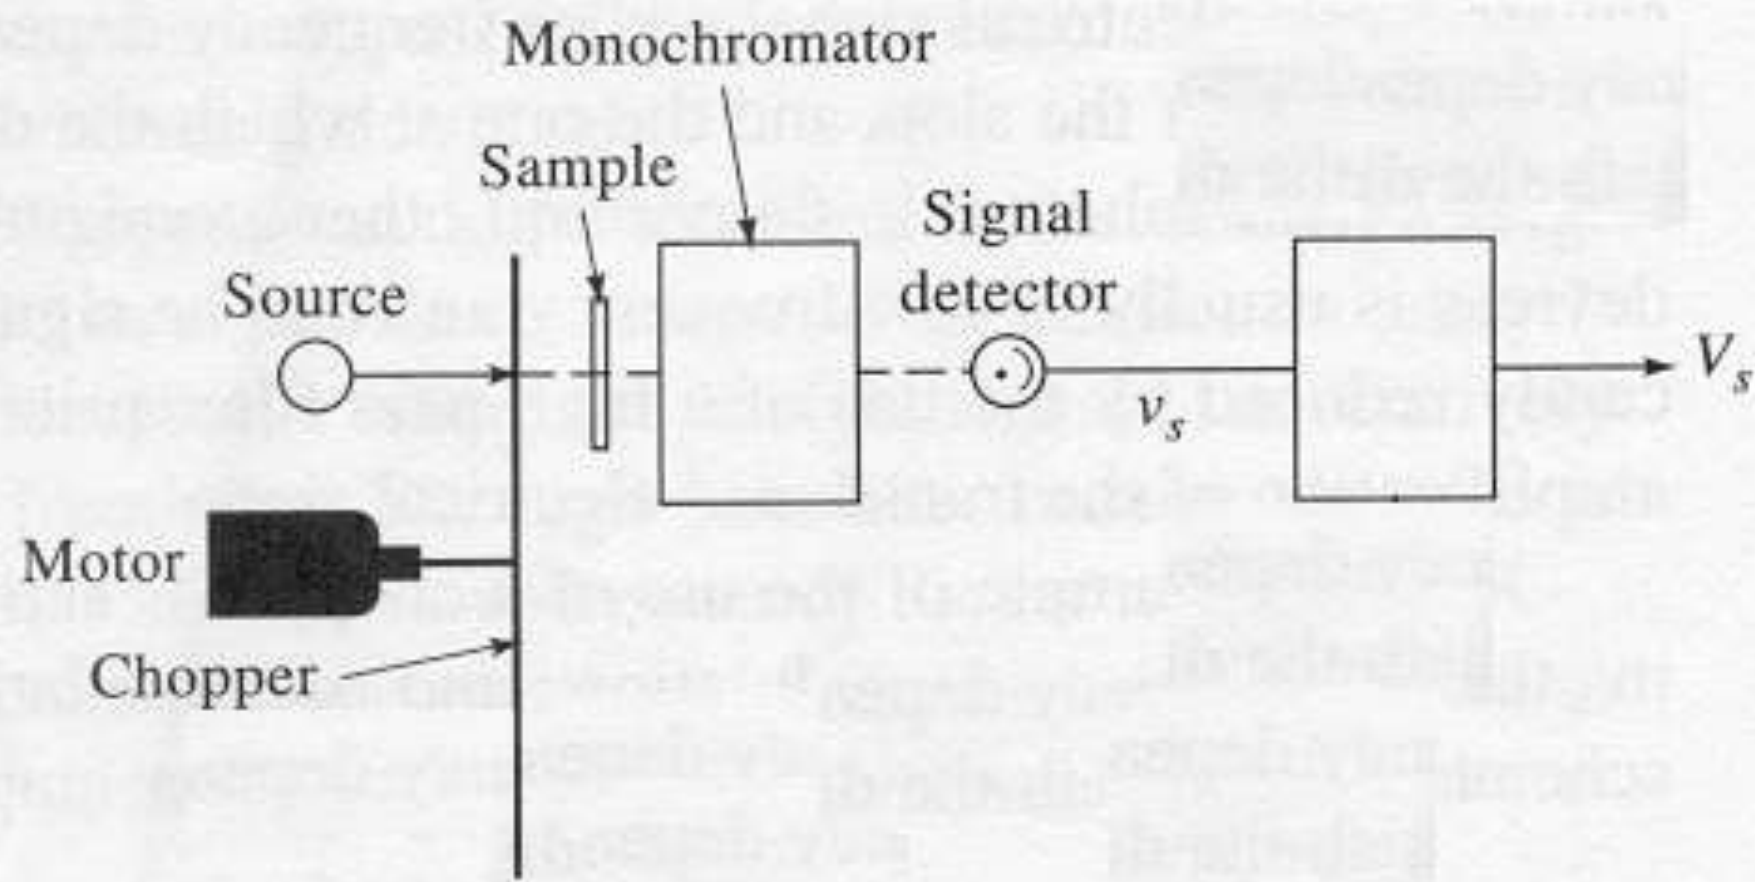 Monochromator
Sample
Signal
detector
Source
v_s
V_s
Motor
Chopper